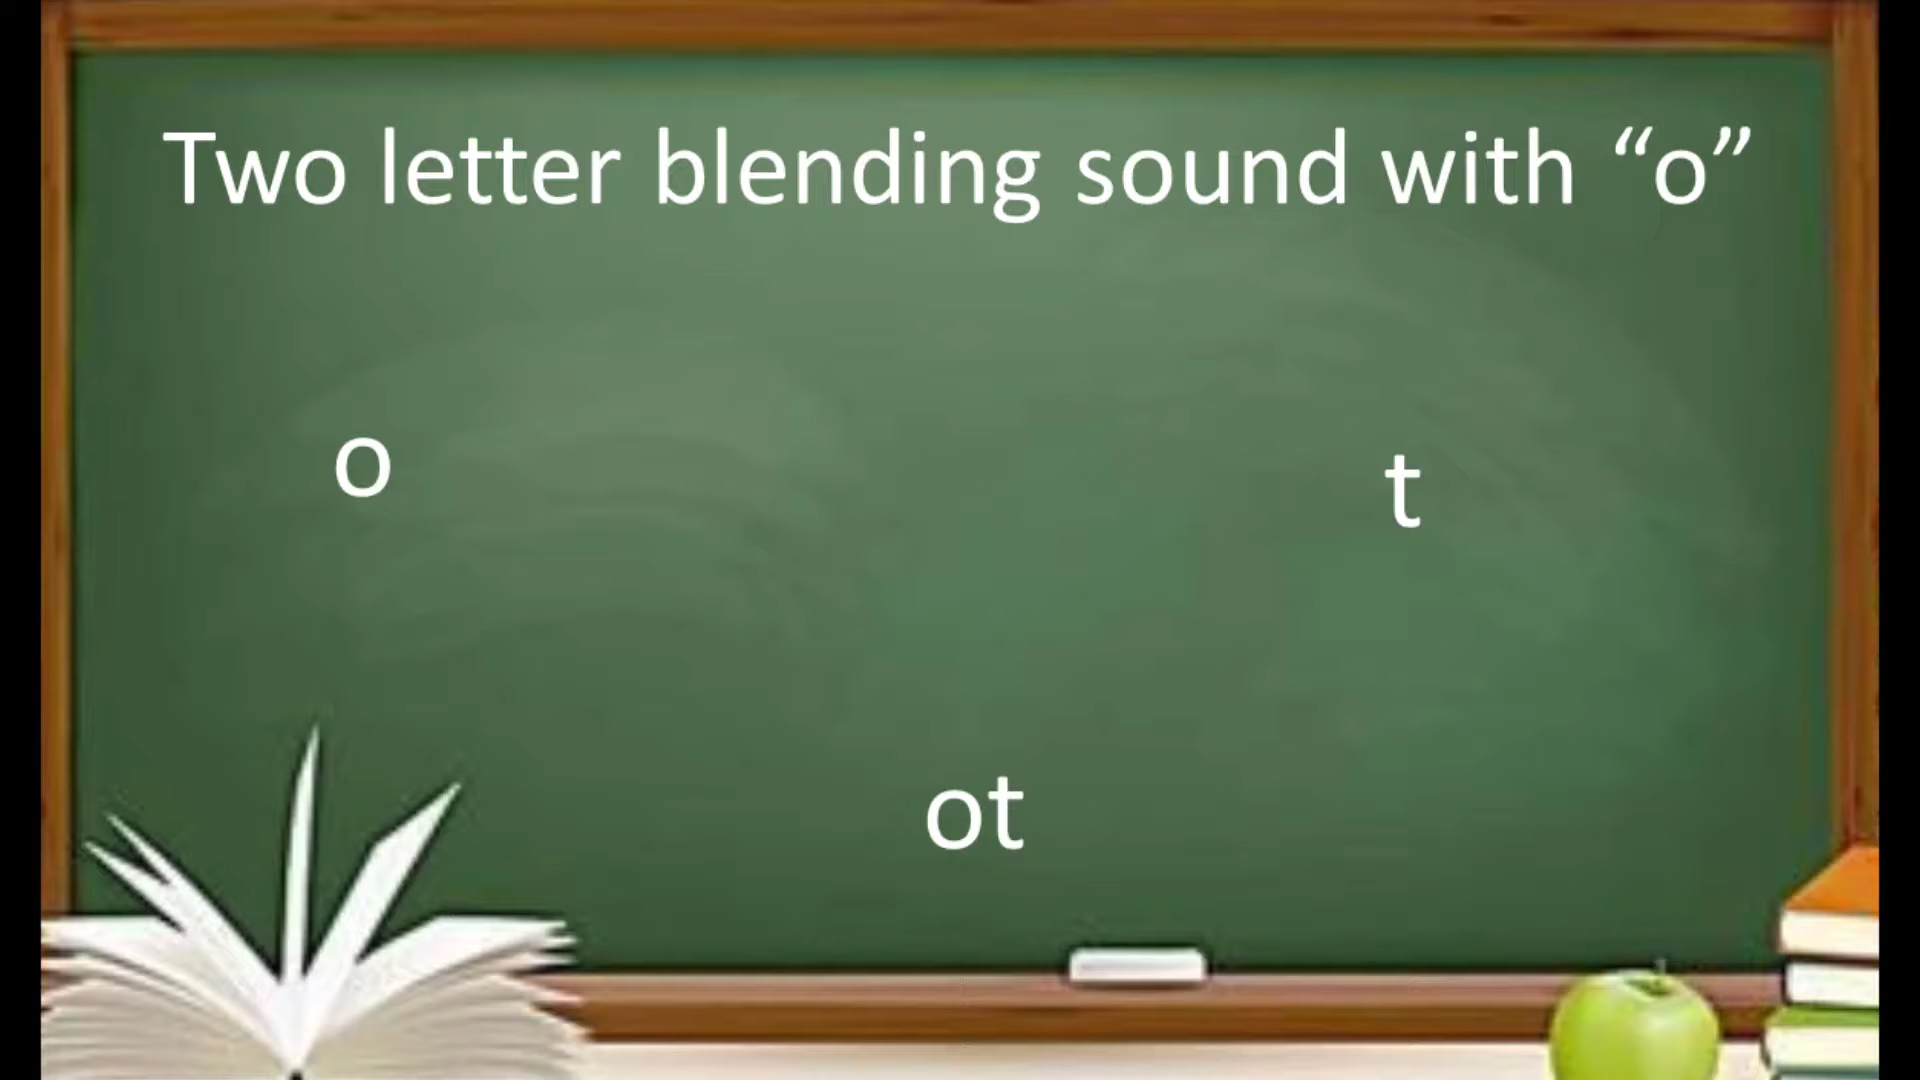 Two letter blending sound with “o”
o
t
ot